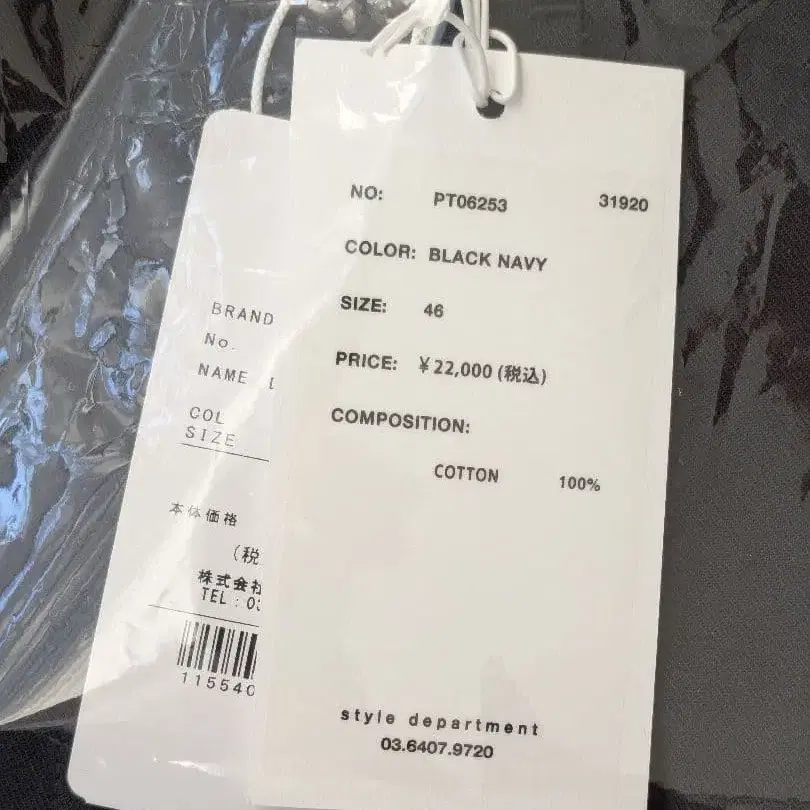 NO: PT06253 31920
COLOR: BLACK NAVY
SIZE: 46
PRICE: ¥22,000 (税込)
COMPOSITION:
COTTON 100%
style department
03.6407.9720
BRAND
No.
NAME
COL
SIZE
本体価格
(税
株式会社
TEL : 03
115540